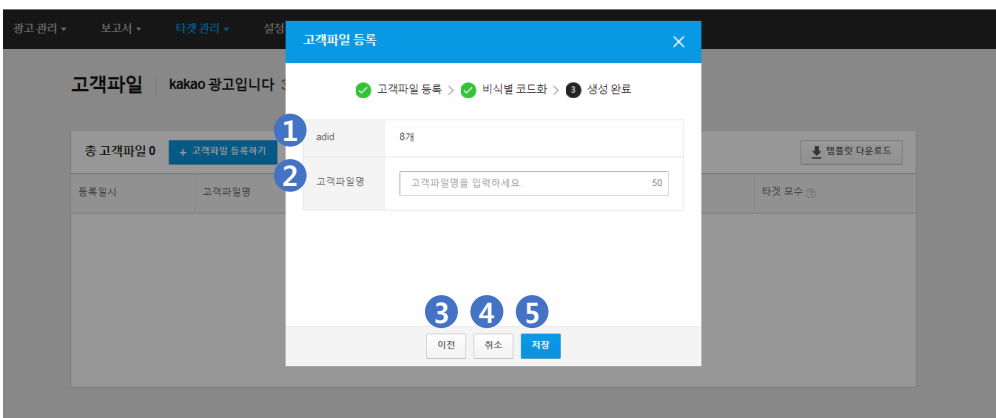 광고 관리 보고서 타겟 관리 설정
고객파일 등록
고객파일 kakao 광고입니다
고객파일 등록 > 비식별 코드화 > 3 생성 완료
1 adid 8개
총 고객파일 0 + 고객파일 등록하기 템플릿 다운로드
2 고객파일명 고객파일명을 입력하세요. 50
등록일시 고객파일명 타겟 모수 ?
3 4 5
이전 취소 저장